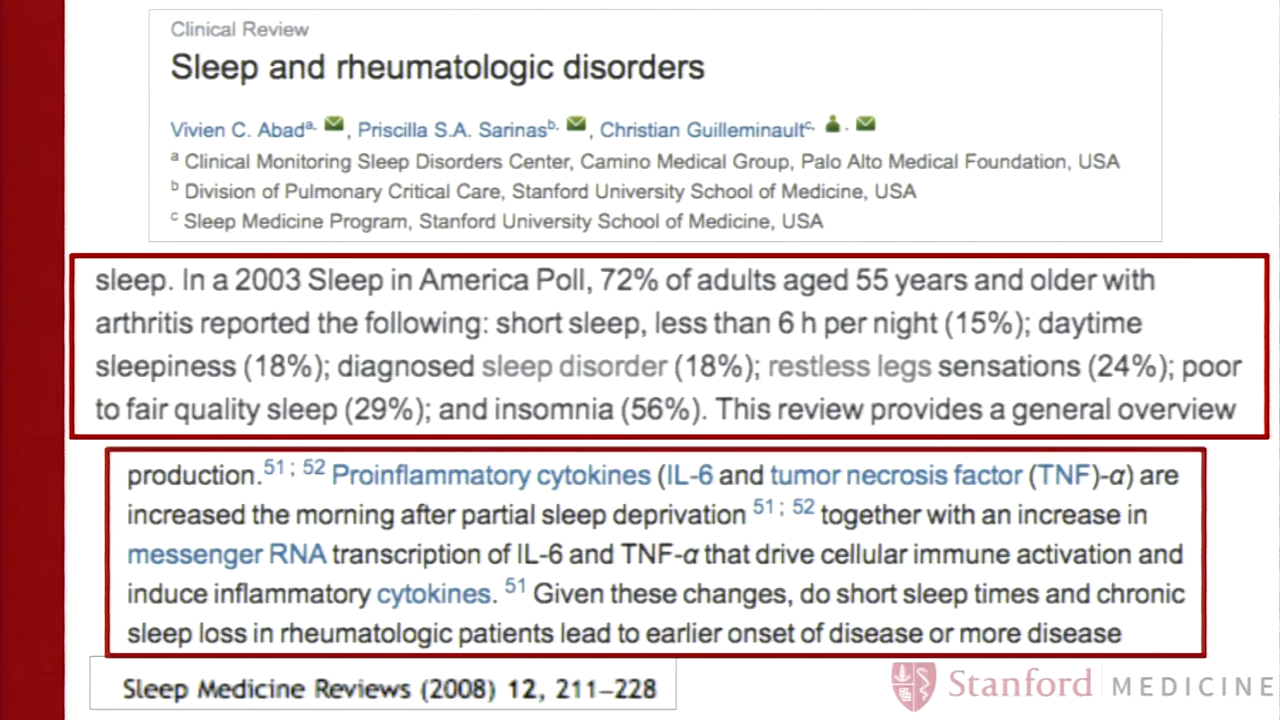 Clinical Review
Sleep and rheumatologic disorders
Vivien C. Abad a, , Priscilla S.A. Sarinas b, , Christian Guilleminault c, ,
a Clinical Monitoring Sleep Disorders Center, Camino Medical Group, Palo Alto Medical Foundation, USA
b Division of Pulmonary Critical Care, Stanford University School of Medicine, USA
c Sleep Medicine Program, Stanford University School of Medicine, USA
sleep. In a 2003 Sleep in America Poll, 72% of adults aged 55 years and older with
arthritis reported the following: short sleep, less than 6 h per night (15%); daytime
sleepiness (18%); diagnosed sleep disorder (18%); restless legs sensations (24%); poor
to fair quality sleep (29%); and insomnia (56%). This review provides a general overview
production.51; 52 Proinflammatory cytokines (IL-6 and tumor necrosis factor (TNF)-α) are
increased the morning after partial sleep deprivation 51; 52 together with an increase in
messenger RNA transcription of IL-6 and TNF-α that drive cellular immune activation and
induce inflammatory cytokines. 51 Given these changes, do short sleep times and chronic
sleep loss in rheumatologic patients lead to earlier onset of disease or more disease
Sleep Medicine Reviews (2008) 12, 211–228
Stanford MEDICINE